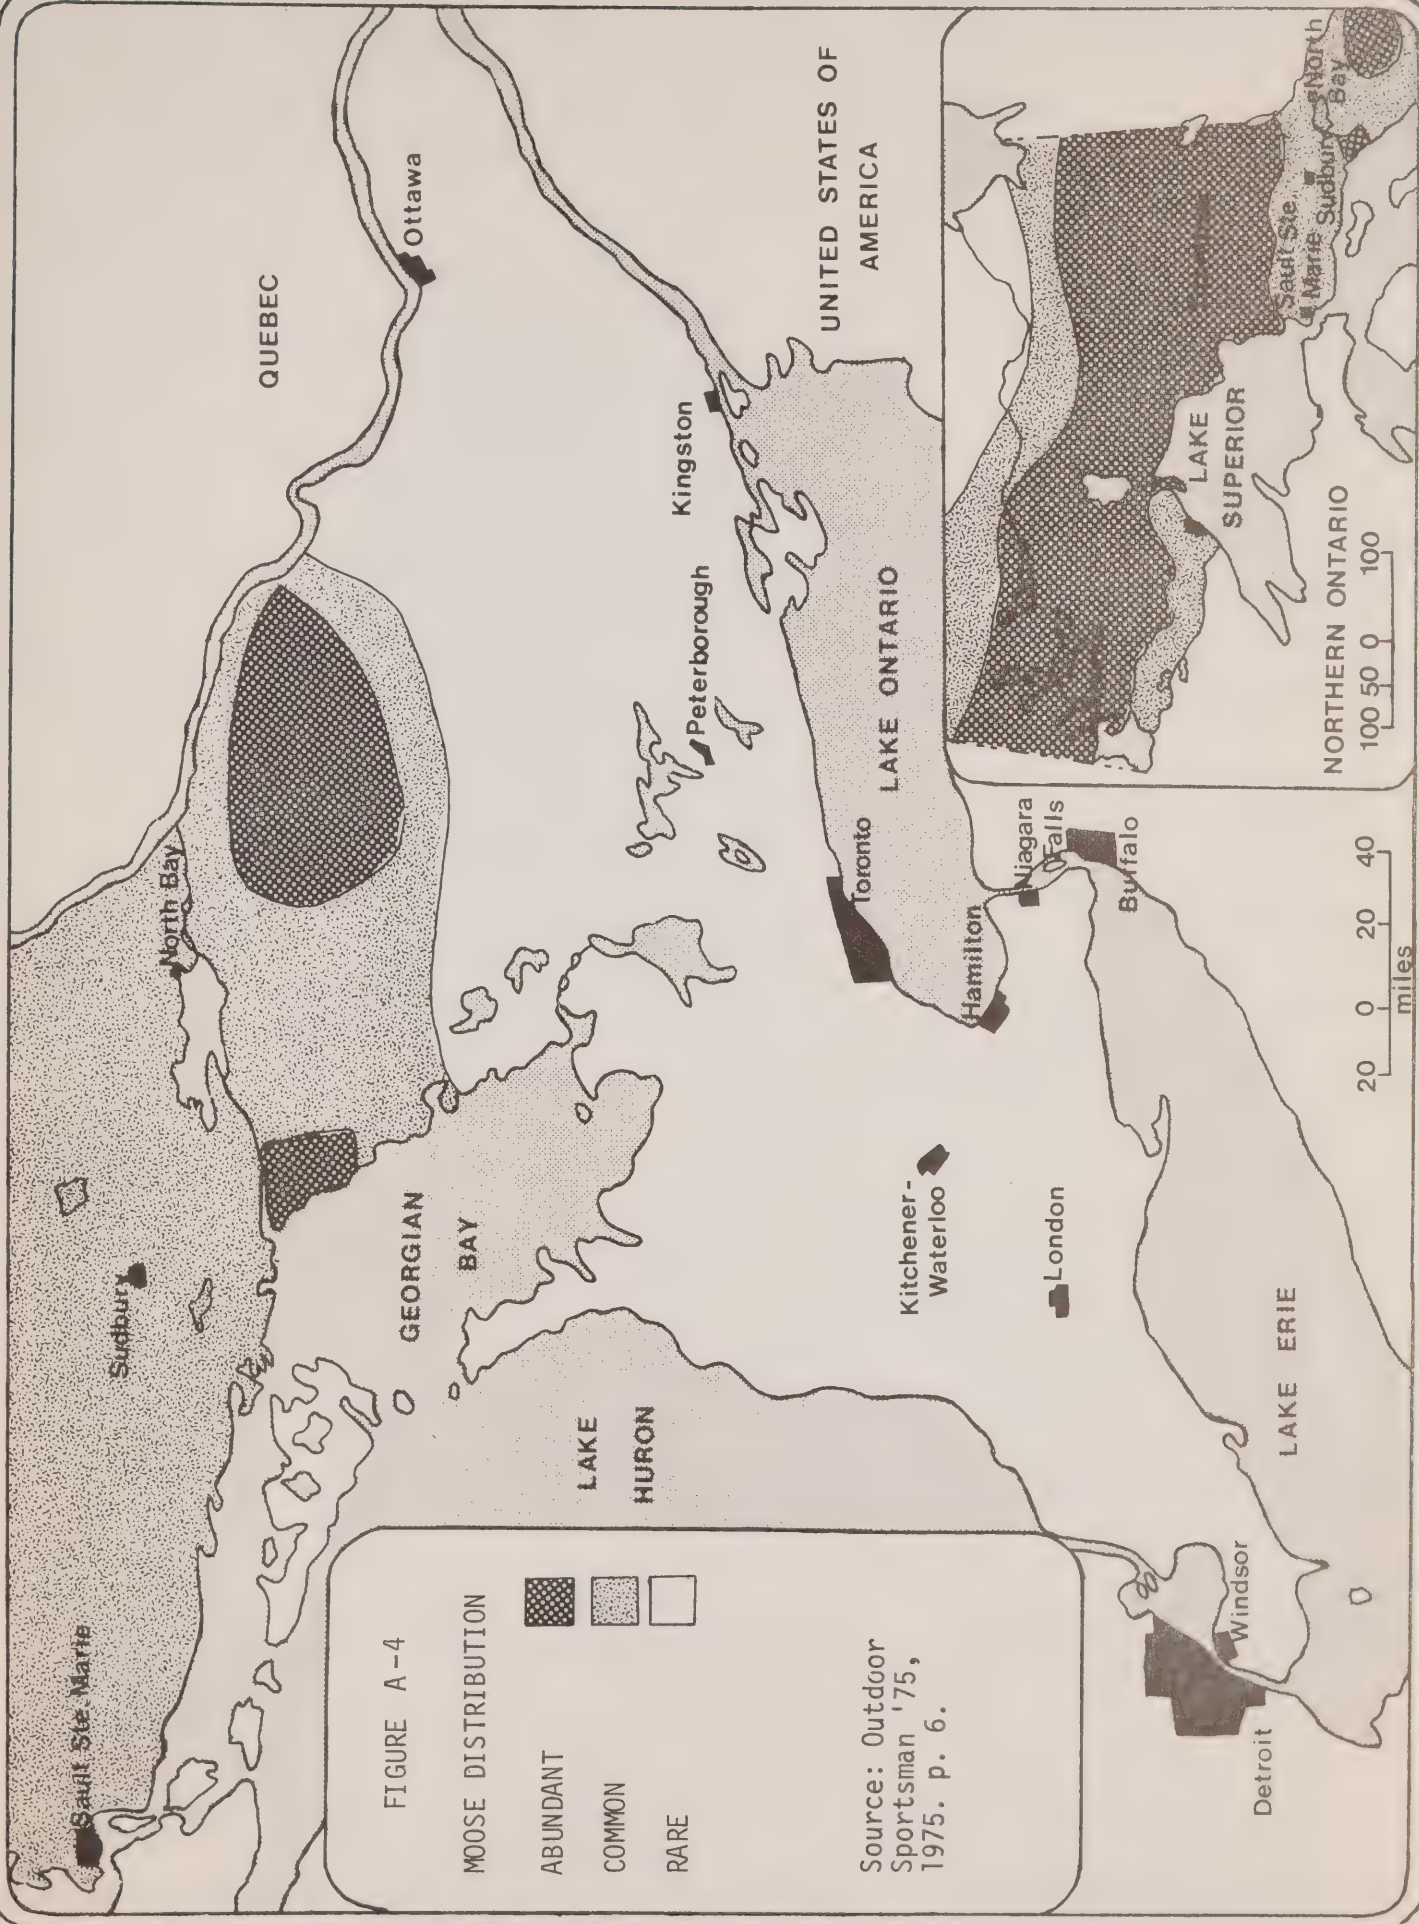 FIGURE A-4
MOOSE DISTRIBUTION
ABUNDANT
COMMON
RARE
Source: Outdoor
Sportsman '75,
1975. p. 6.
Sault Ste. Marie
Sudbury
North Bay
QUEBEC
Ottawa
GEORGIAN
BAY
LAKE
HURON
Peterborough
Kingston
UNITED STATES OF
AMERICA
Toronto
LAKE ONTARIO
Hamilton
Niagara
Falls
Buffalo
Kitchener-
Waterloo
London
LAKE ERIE
Windsor
Detroit
20 0 20 40
miles
LAKE
SUPERIOR
Sault Ste.
Marie
Sudbury
North
Bay
NORTHERN ONTARIO
100 50 0 100